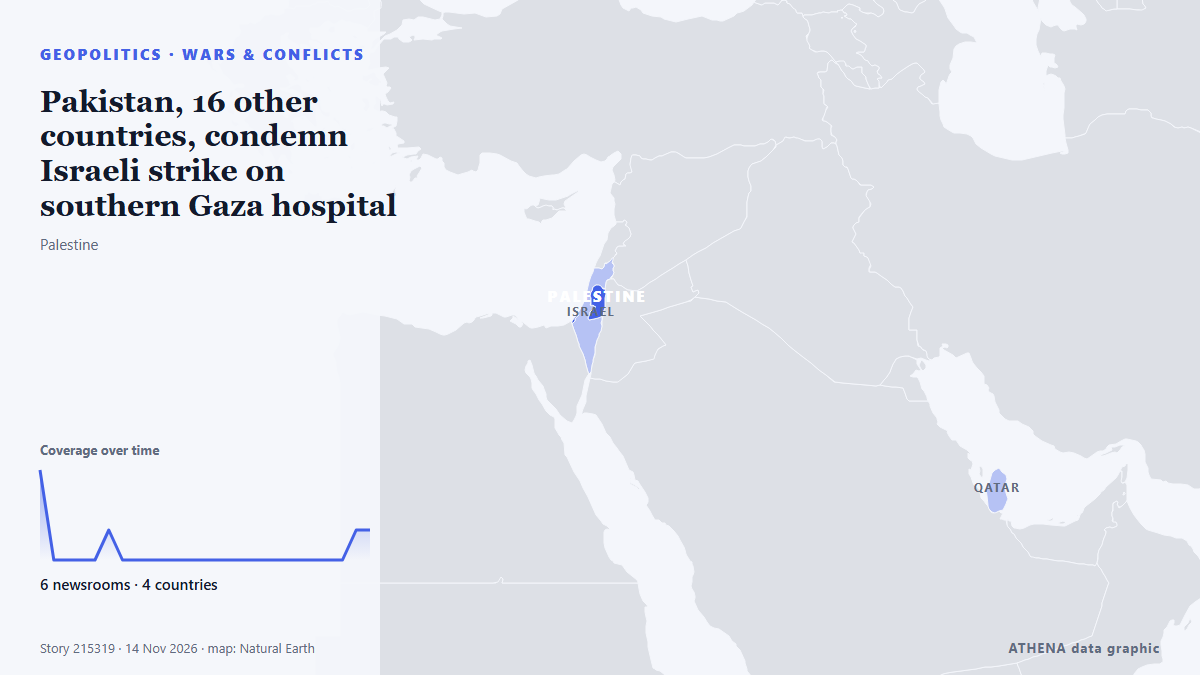 GEOPOLITICS · WARS & CONFLICTS
Pakistan, 16 other
countries, condemn
Israeli strike on
southern Gaza hospital
Palestine
PALESTINE
ISRAEL
QATAR
Coverage over time
6 newsrooms · 4 countries
Story 215319 · 14 Nov 2026 · map: Natural Earth
ATHENA data graphic